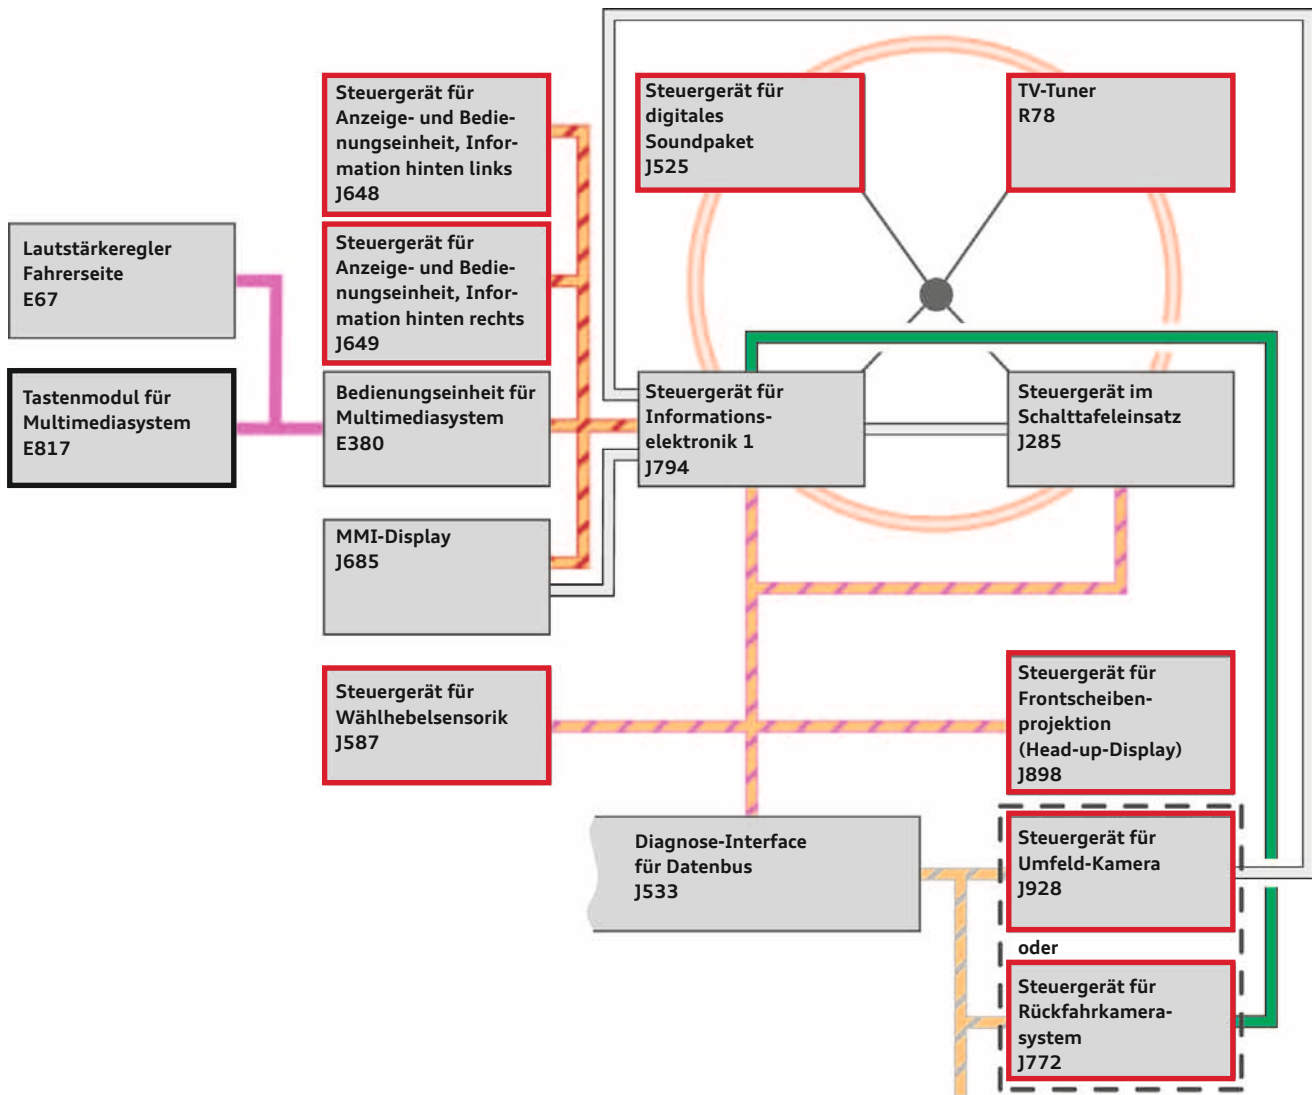 Steuergerät für
Anzeige- und Bedie-
nungseinheit, Infor-
mation hinten links
J648
Steuergerät für
digitales
Soundpaket
J525
TV-Tuner
R78
Lautstärkeregler
Fahrerseite
E67
Steuergerät für
Anzeige- und Bedie-
nungseinheit, Infor-
mation hinten rechts
J649
Tastenmodul für
Multimediasystem
E817
Bedienungseinheit für
Multimediasystem
E380
Steuergerät für
Informations-
elektronik 1
J794
Steuergerät im
Schalttafeleinsatz
J285
MMI-Display
J685
Steuergerät für
Wählhebelsensorik
J587
Steuergerät für
Frontscheiben-
projektion
(Head-up-Display)
J898
Diagnose-Interface
für Datenbus
J533
Steuergerät für
Umfeld-Kamera
J928
oder
Steuergerät für
Rückfahrkamera-
system
J772